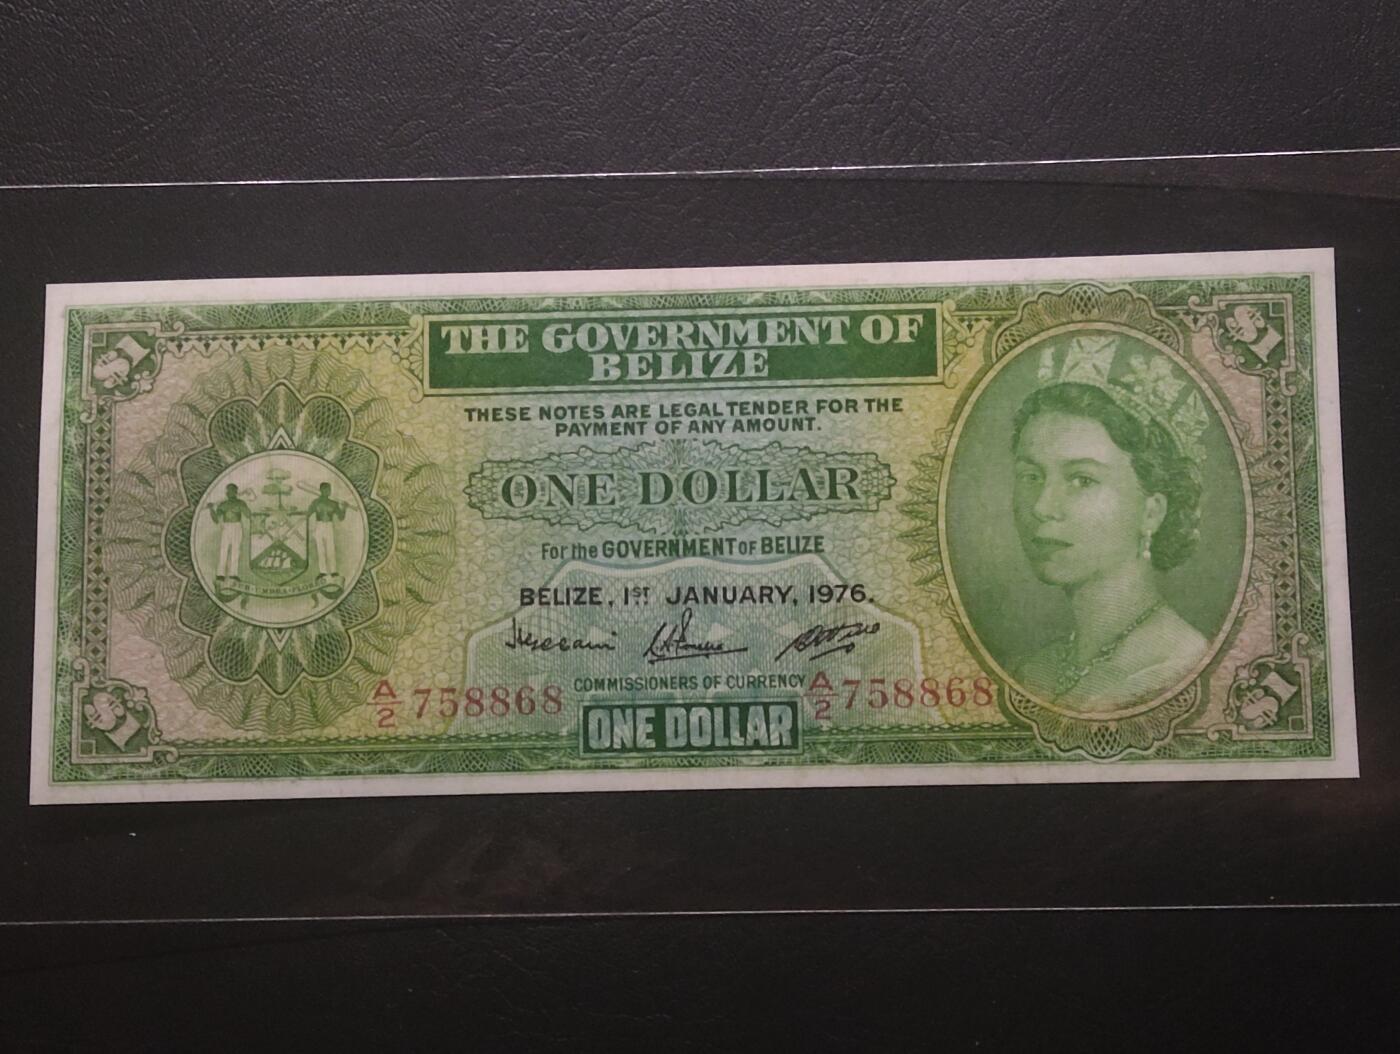 $1
$1
THE GOVERNMENT OF
BELIZE
THESE NOTES ARE LEGAL TENDER FOR THE
PAYMENT OF ANY AMOUNT.
ONE DOLLAR
For the GOVERNMENT OF BELIZE
BELIZE, 1ST JANUARY, 1976.
COMMISSIONERS OF CURRENCY
A/2 758868
A/2 758868
ONE DOLLAR
$1
$1